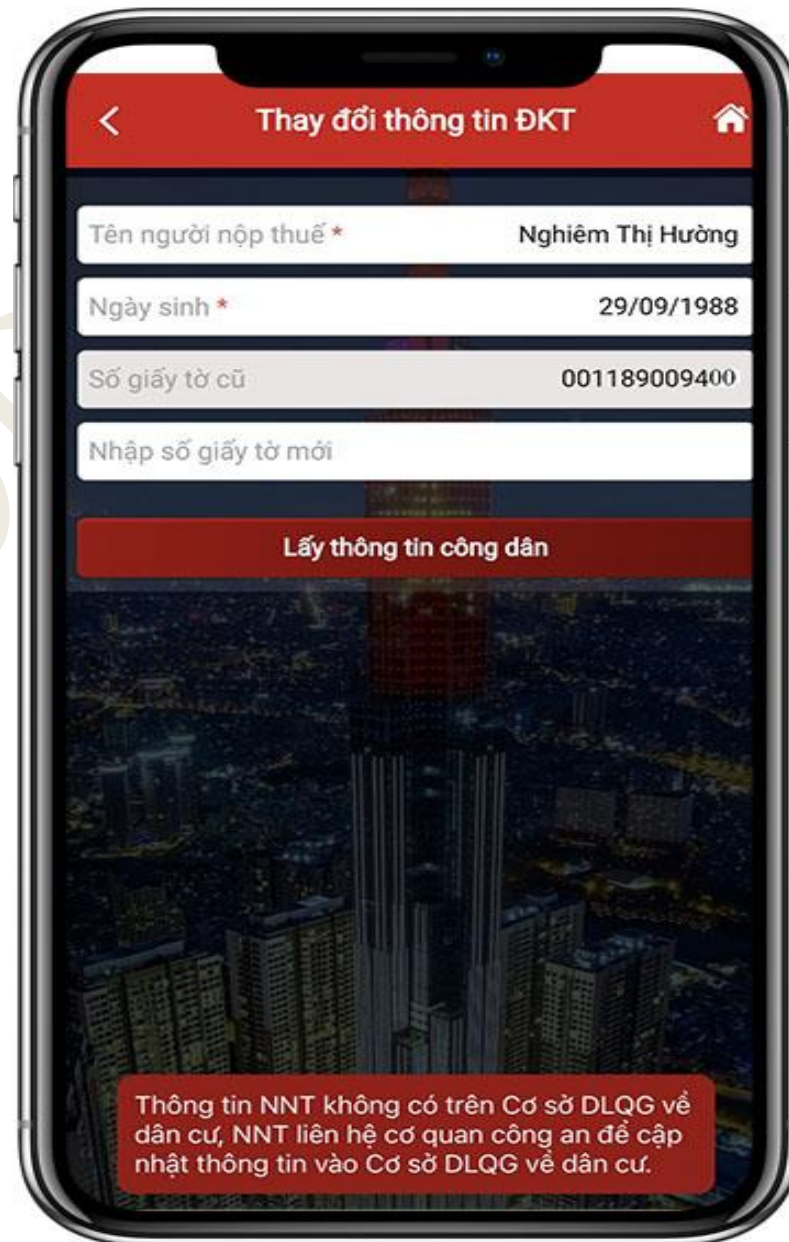 Thay đổi thông tin ĐKT
Tên người nộp thuế * Nghiêm Thị Hường
Ngày sinh * 29/09/1988
Số giấy tờ cũ 001189009400
Nhập số giấy tờ mới
Lấy thông tin công dân
Thông tin NNT không có trên Cơ sở DLQG về
dân cư, NNT liên hệ cơ quan công an để cập
nhật thông tin vào Cơ sở DLQG về dân cư.